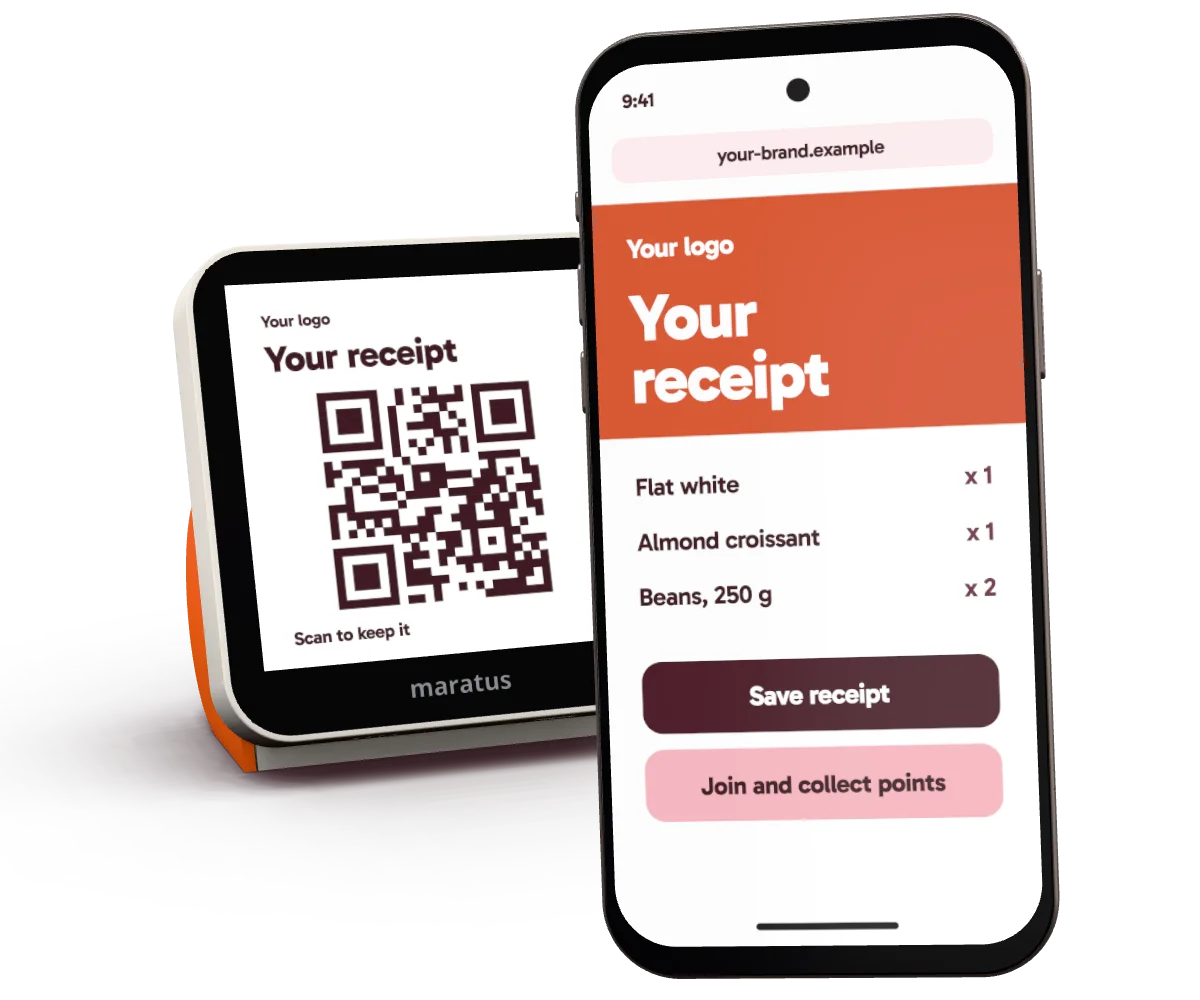 Your logo
Your receipt
Scan to keep it
maratus
9:41
your-brand.example
Your logo
Your
receipt
Flat white x 1
Almond croissant x 1
Beans, 250 g x 2
Save receipt
Join and collect points